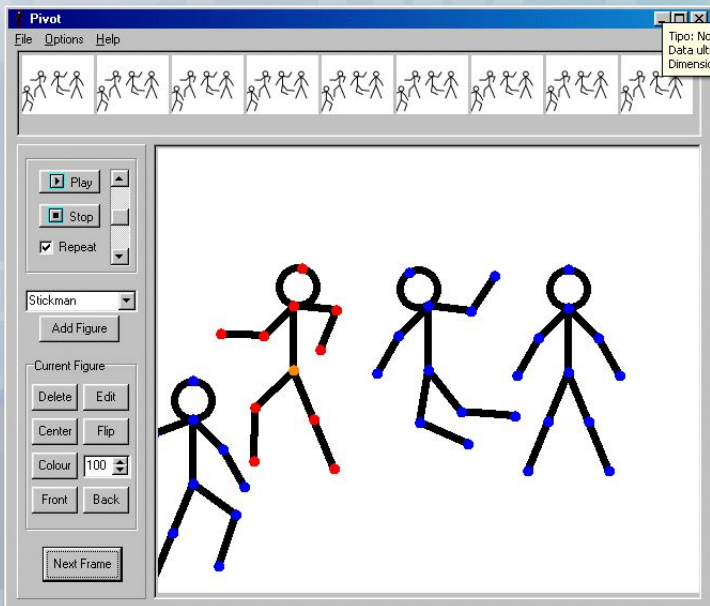 Pivot
File Options Help
Tipo: No
Data ult
Dimensio
Play
Stop
Repeat
Stickman
Add Figure
Current Figure
Delete Edit
Center Flip
Colour 100
Front Back
Next Frame